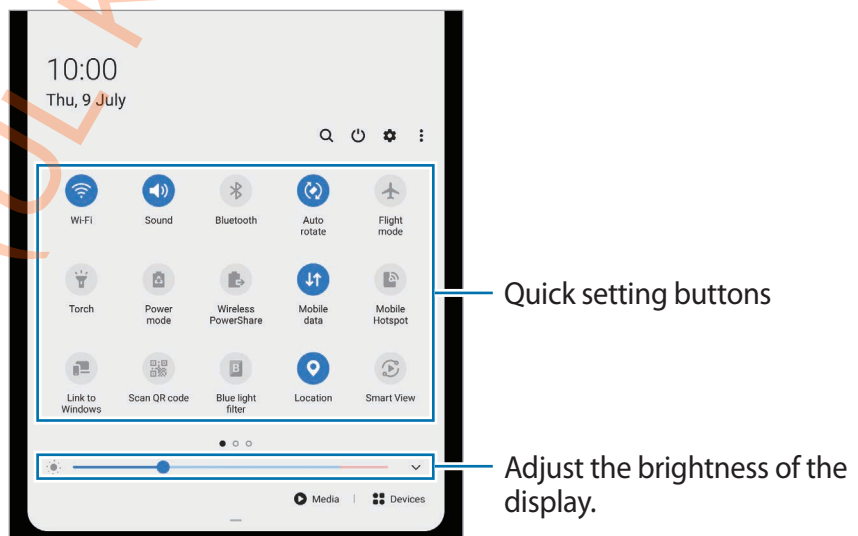 10:00
Thu, 9 July
Wi-Fi
Sound
Bluetooth
Auto
rotate
Flight
mode
Torch
Power
mode
Wireless
PowerShare
Mobile
data
Mobile
Hotspot
Quick setting buttons
Link to
Windows
Scan QR code
B
Blue light
filter
Location
Smart View
Adjust the brightness of the
display.
Media
Devices